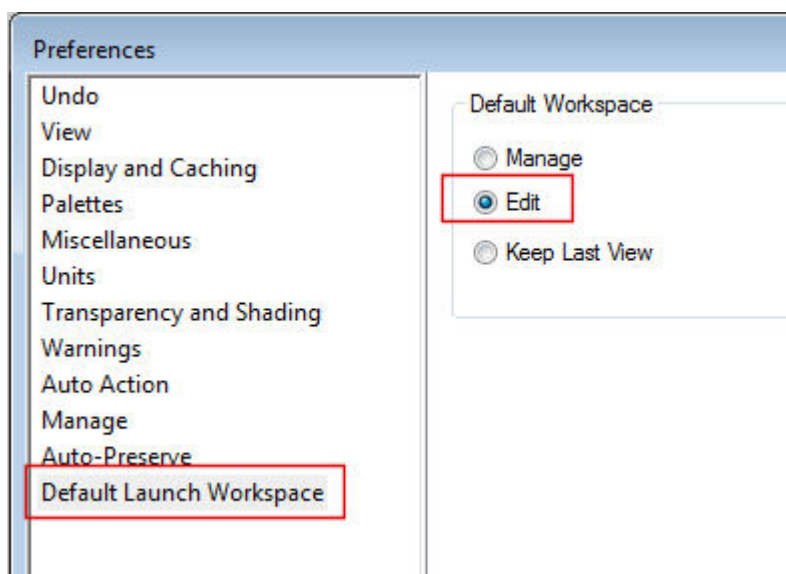 Preferences
Undo
View
Display and Caching
Palettes
Miscellaneous
Units
Transparency and Shading
Warnings
Auto Action
Manage
Auto-Preserve
Default Launch Workspace
Default Workspace
Manage
Edit
Keep Last View